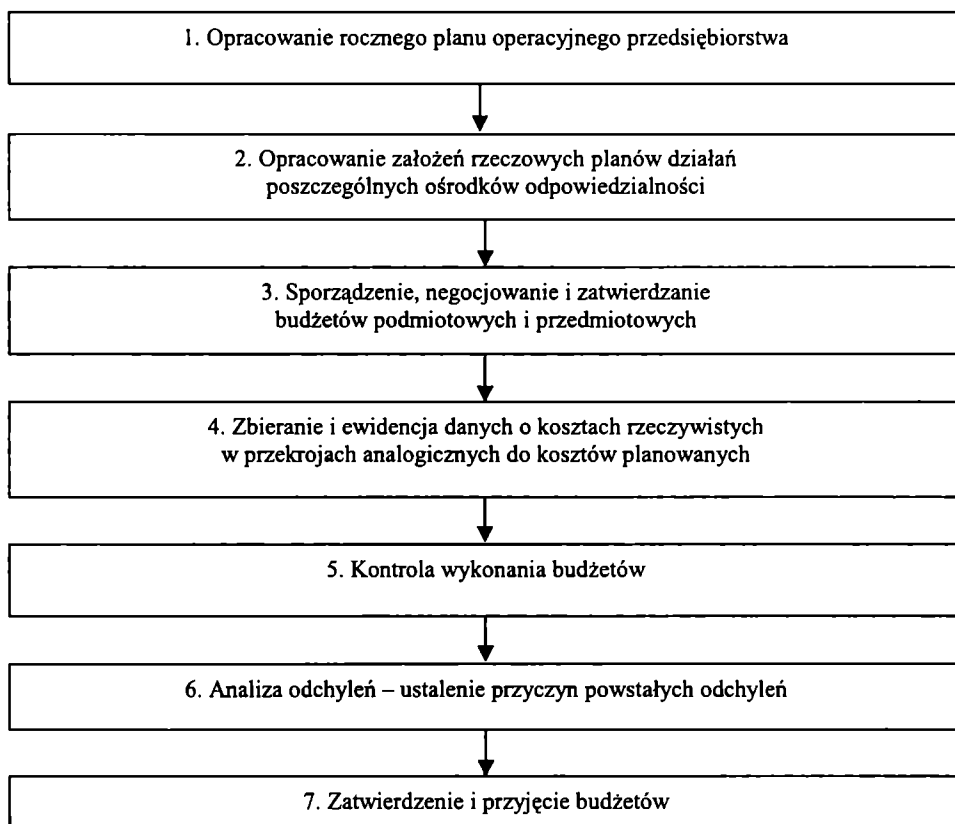 1. Opracowanie rocznego planu operacyjnego przedsiębiorstwa
2. Opracowanie założeń rzeczowych planów działań
poszczególnych ośrodków odpowiedzialności
3. Sporządzenie, negocjowanie i zatwierdzanie
budżetów podmiotowych i przedmiotowych
4. Zbieranie i ewidencja danych o kosztach rzeczywistych
w przekrojach analogicznych do kosztów planowanych
5. Kontrola wykonania budżetów
6. Analiza odchyleń – ustalenie przyczyn powstałych odchyleń
7. Zatwierdzenie i przyjęcie budżetów